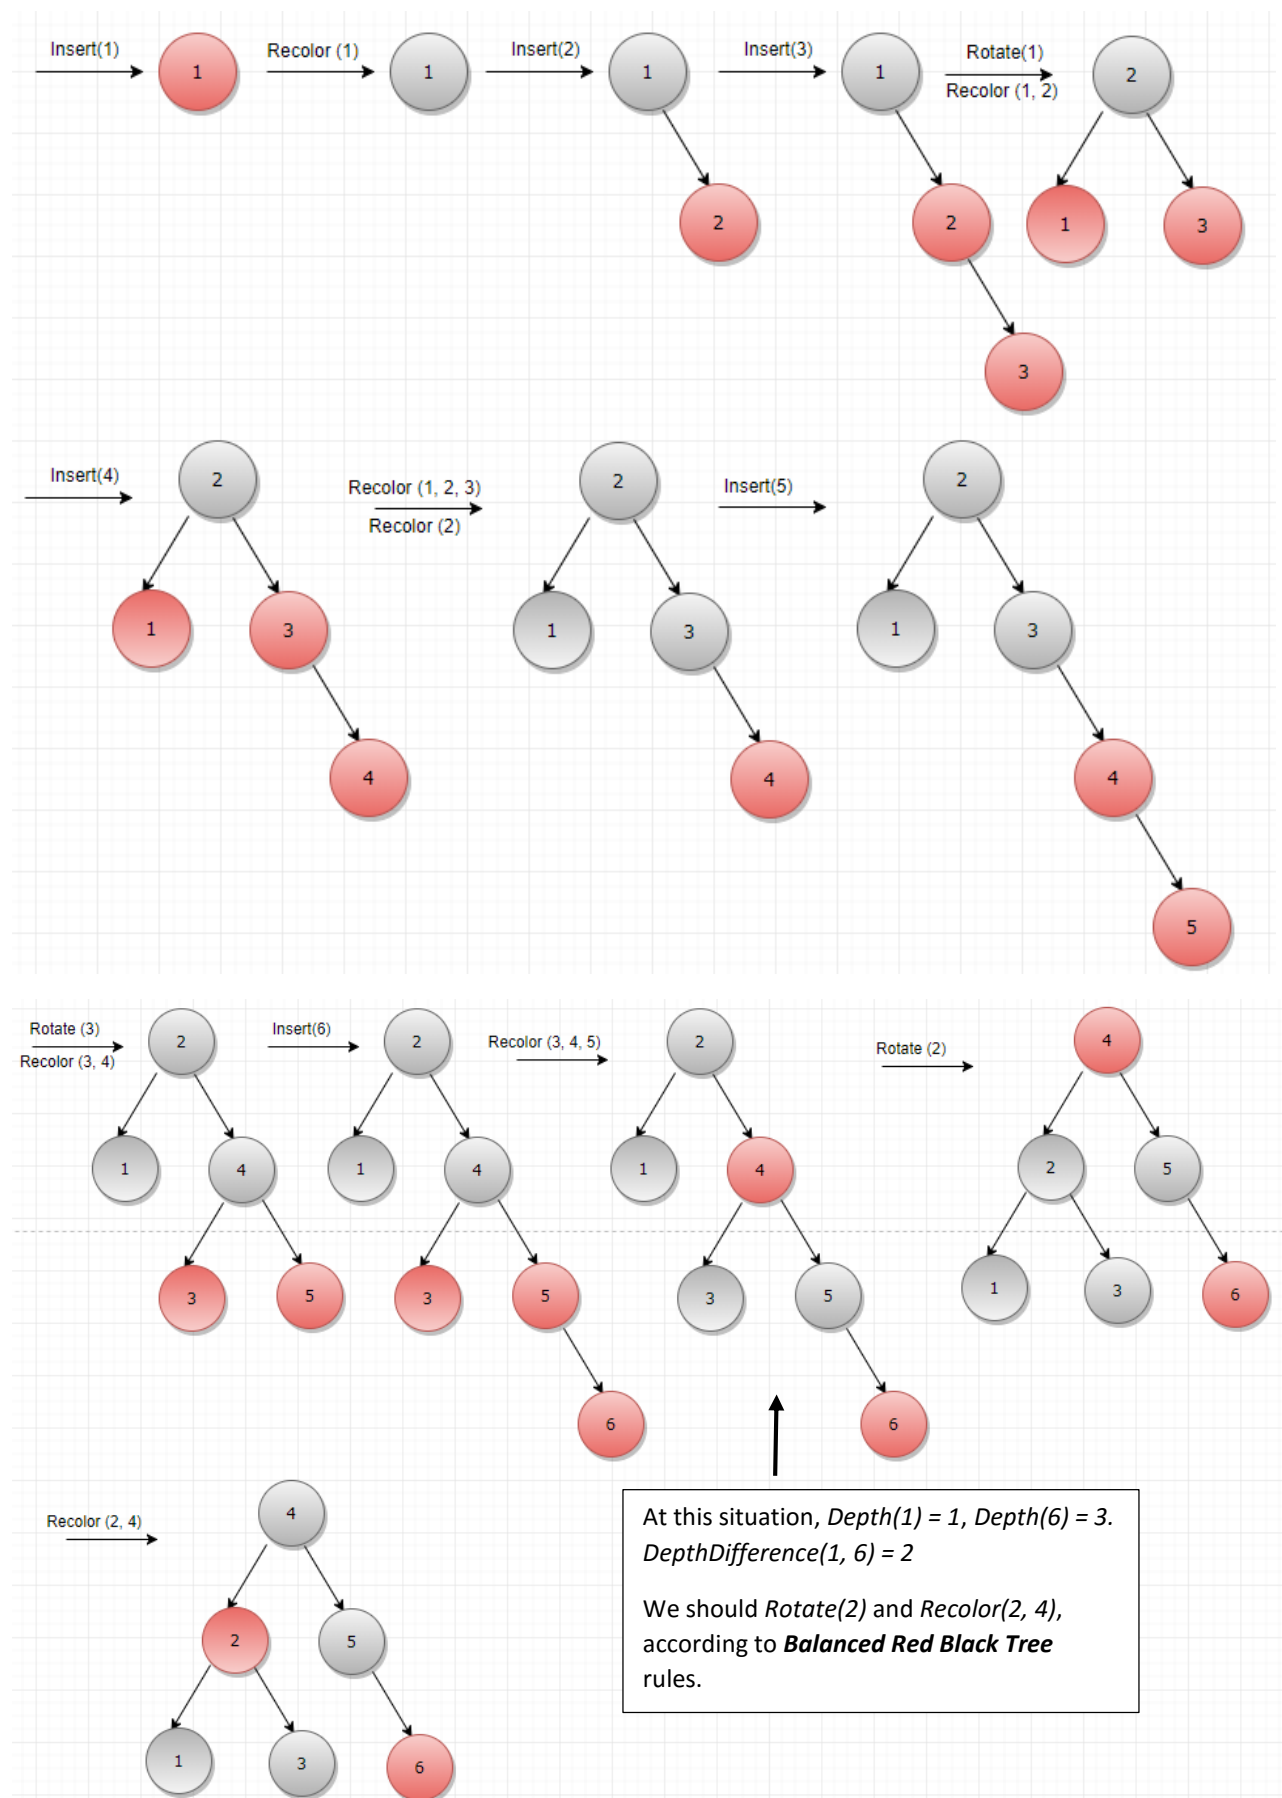 Insert(1)
1
Recolor (1)
1
Insert(2)
1
2
Insert(3)
1
2
3
Rotate(1)
Recolor (1, 2)
2
1
3
Insert(4)
2
1
3
4
Recolor (1, 2, 3)
Recolor (2)
2
1
3
4
Insert(5)
2
1
3
4
5
Rotate (3)
Recolor (3, 4)
2
1
4
3
5
Insert(6)
2
1
4
3
5
6
Recolor (3, 4, 5)
2
1
4
3
5
6
Rotate (2)
4
2
5
1
3
6
Recolor (2, 4)
4
2
5
1
3
6
At this situation, Depth(1) = 1, Depth(6) = 3.
DepthDifference(1, 6) = 2
We should Rotate(2) and Recolor(2, 4),
according to Balanced Red Black Tree
rules.